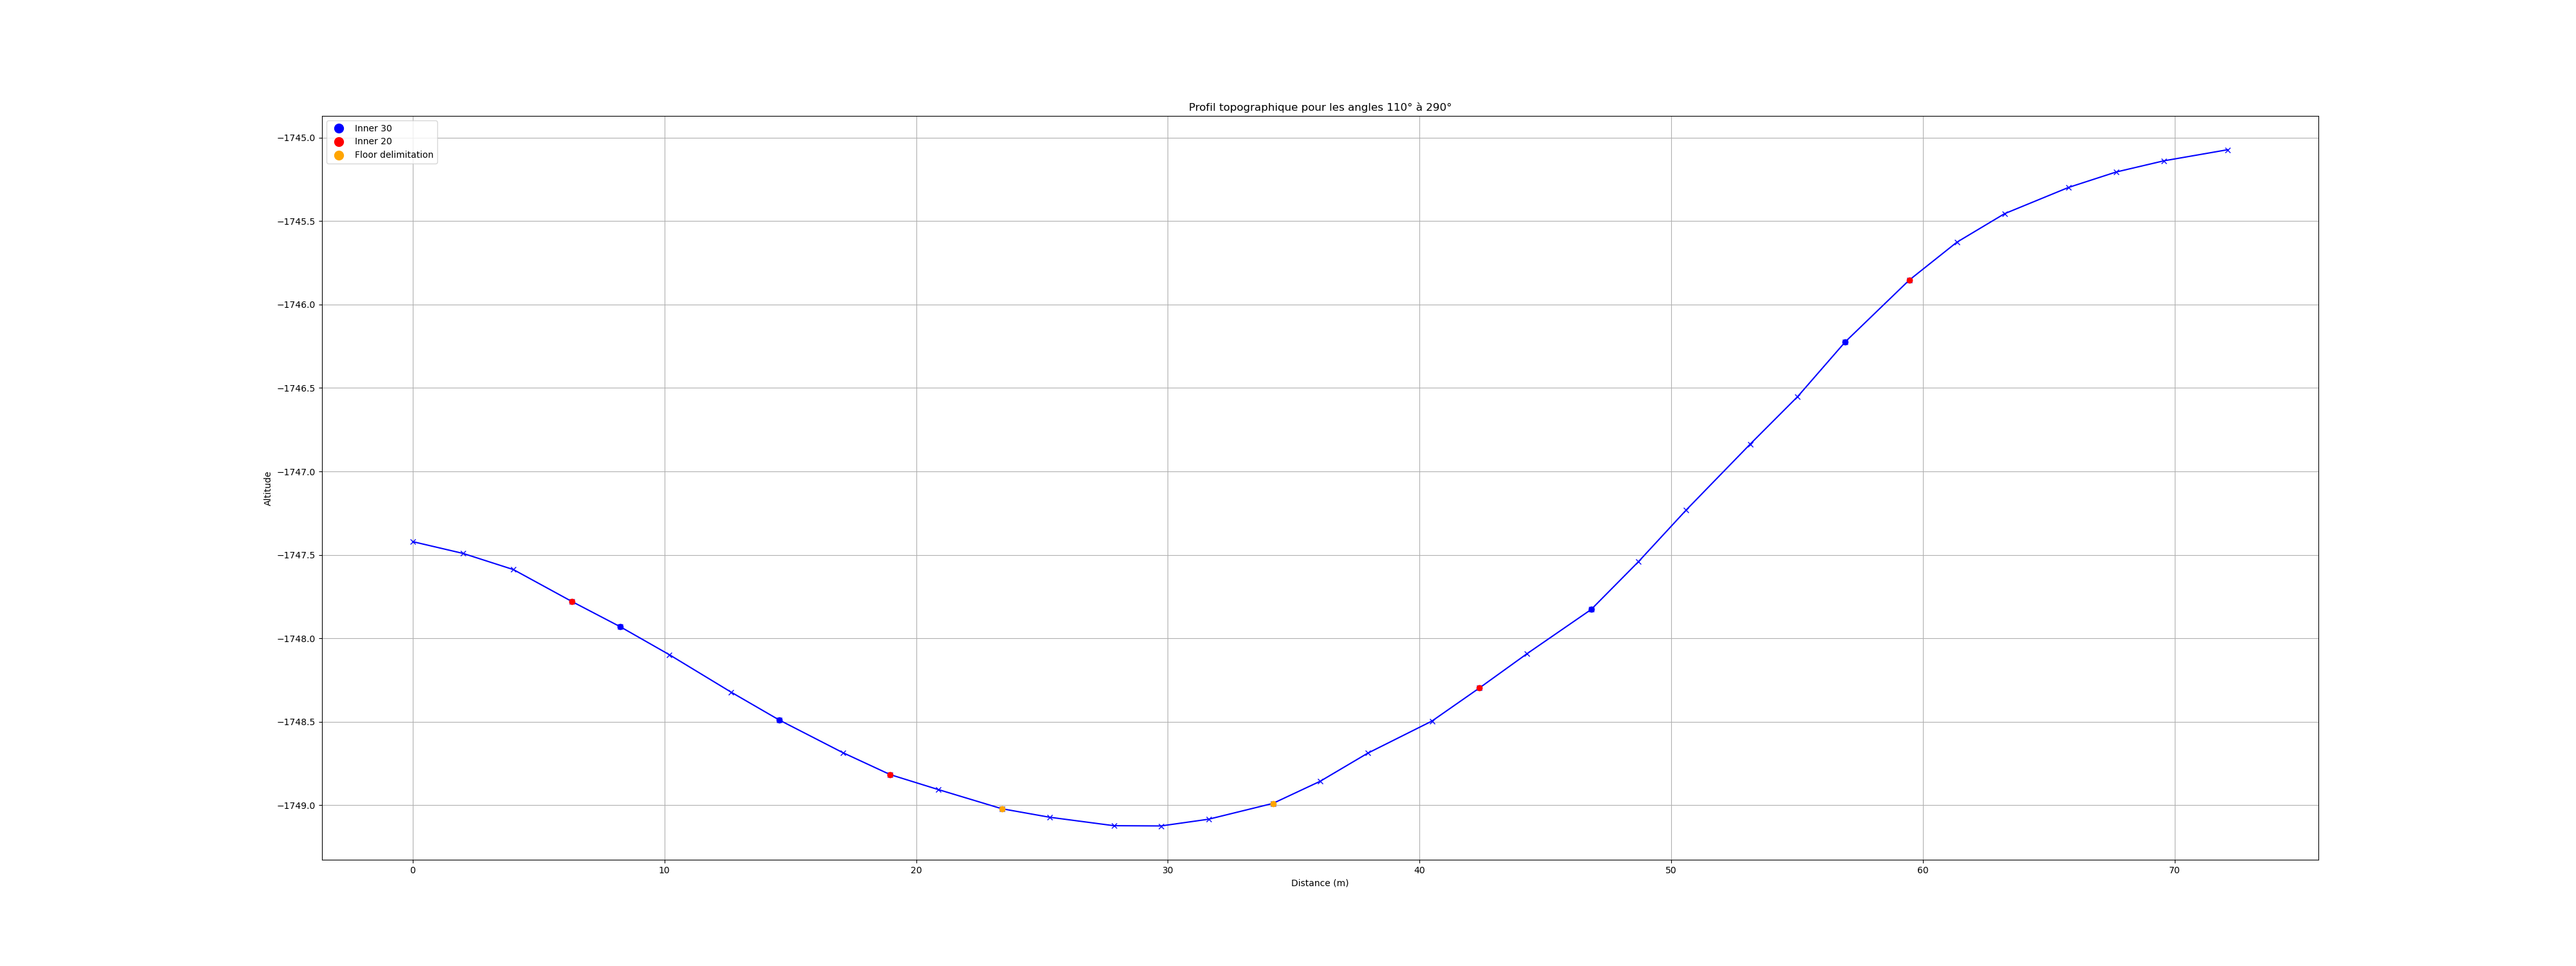 Profil topographique pour les angles 110° à 290°
Inner 30
Inner 20
Floor delimitation
−1745.0
−1745.5
−1746.0
−1746.5
−1747.0
−1747.5
−1748.0
−1748.5
−1749.0
Altitude
0 10 20 30 40 50 60 70
Distance (m)